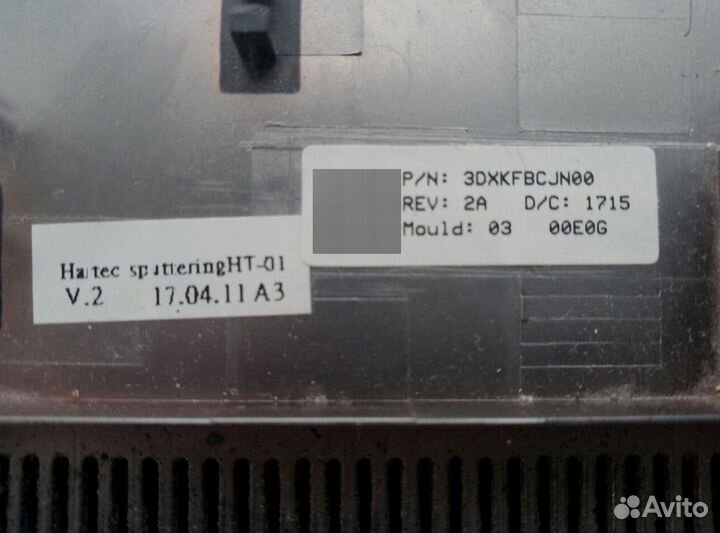 P/N: 3DXKFBCJN00
REV: 2A D/C: 1715
Mould: 03 00E0G
Haitec sputteringHT-01
V.2 17.04.11 A3
Avito